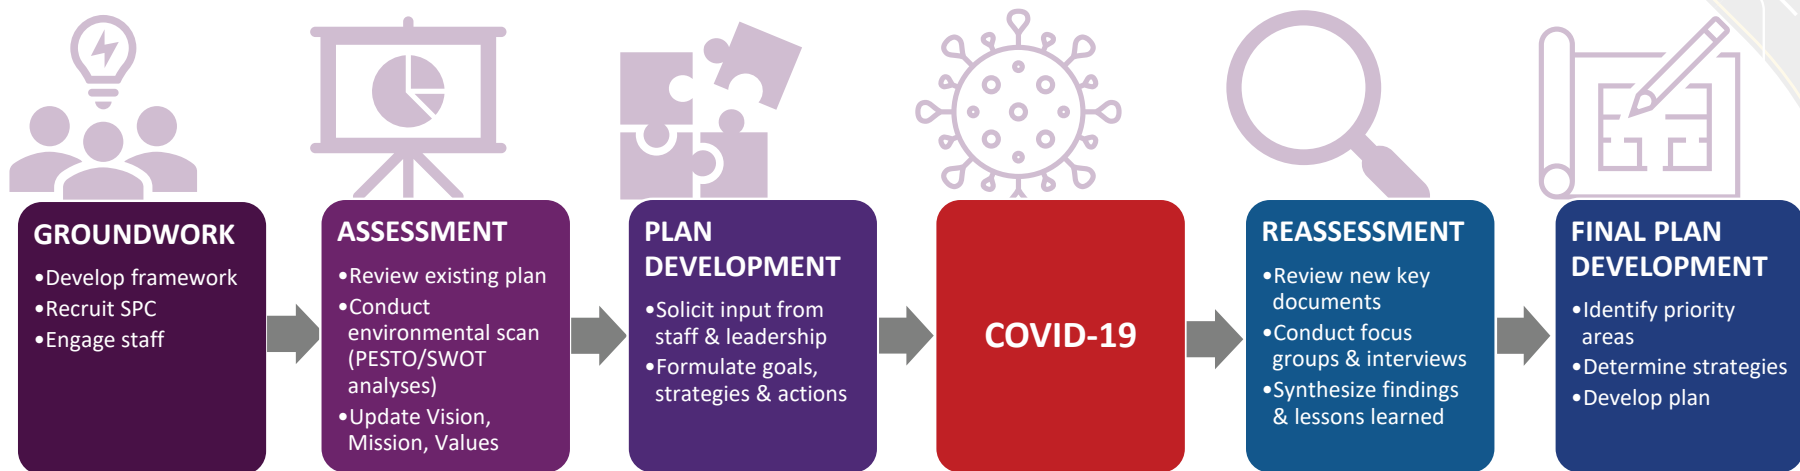 GROUNDWORK
•Develop framework
•Recruit SPC
•Engage staff
ASSESSMENT
•Review existing plan
•Conduct
environmental scan
(PESTO/SWOT
analyses)
•Update Vision,
Mission, Values
PLAN
DEVELOPMENT
•Solicit input from
staff & leadership
•Formulate goals,
strategies & actions
COVID-19
REASSESSMENT
•Review new key
documents
•Conduct focus
groups & interviews
•Synthesize findings
& lessons learned
FINAL PLAN
DEVELOPMENT
•Identify priority
areas
•Determine strategies
•Develop plan